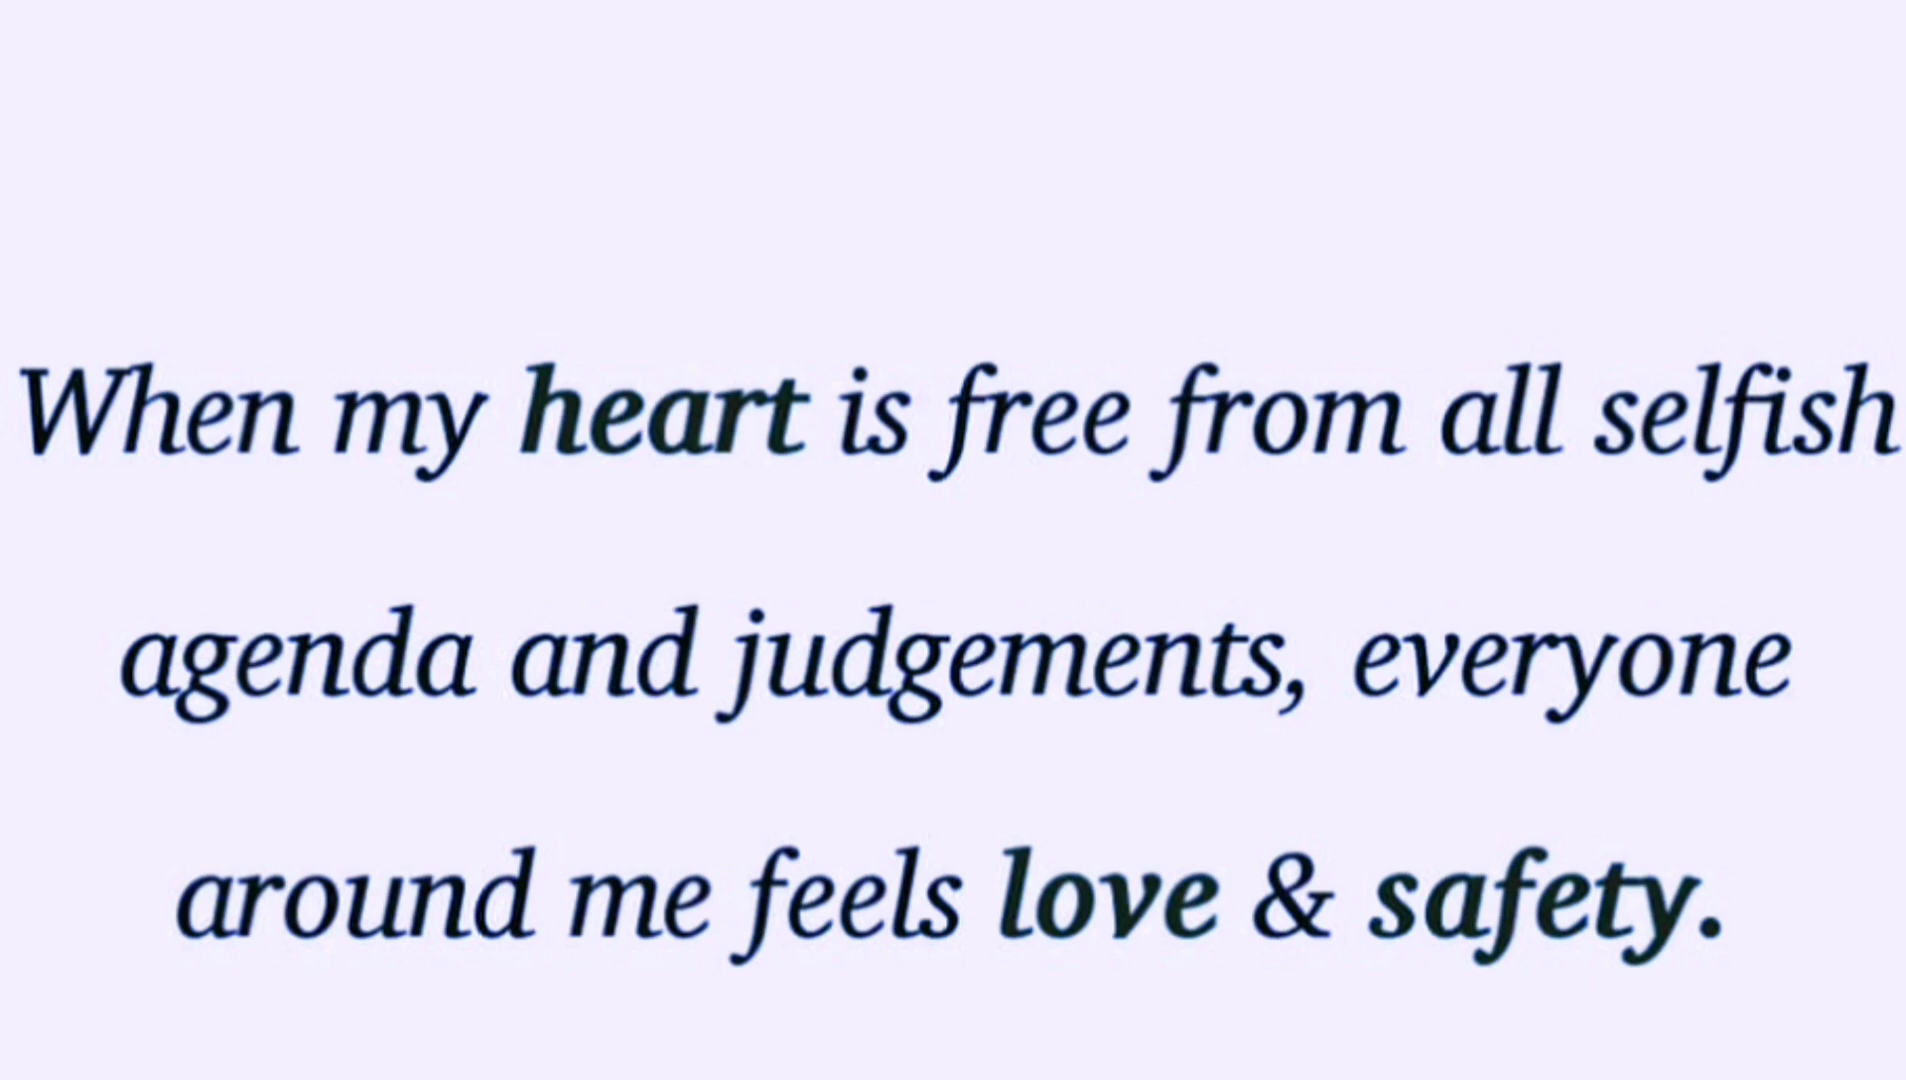 When my heart is free from all selfish
agenda and judgements, everyone
around me feels love & safety.